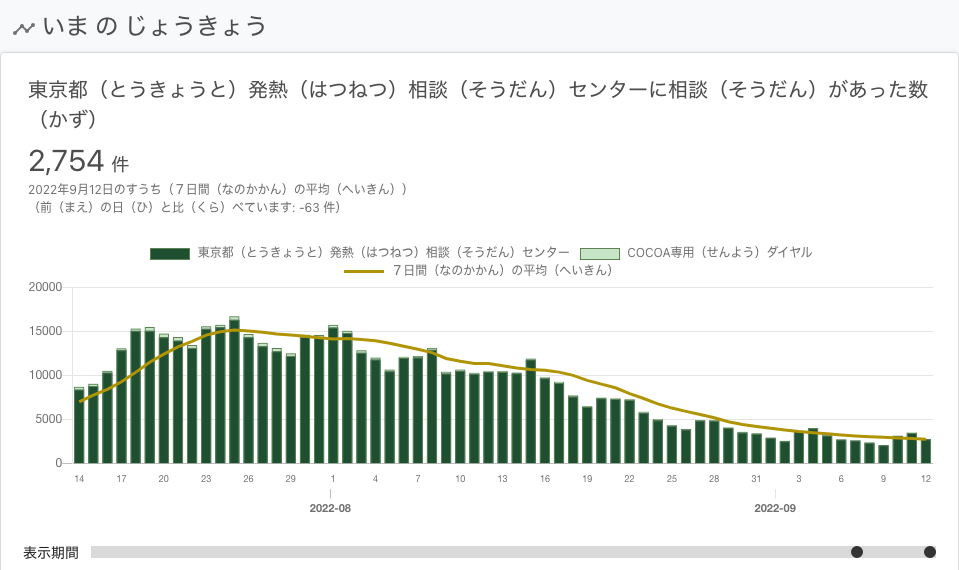 いま の じょうきょう
東京都（とうきょうと）発熱（はつねつ）相談（そうだん）センターに相談（そうだん）があった数
（かず）
2,754 件
2022年9月12日のすうち（７日間（なのかかん）の平均（へいきん））
（前（まえ）の日（ひ）と比（くら）べています: -63 件）
東京都（とうきょうと）発熱（はつねつ）相談（そうだん）センター COCOA専用（せんよう）ダイヤル
７日間（なのかかん）の平均（へいきん）
20000
15000
10000
5000
0
14 17 20 23 26 29 1 4 7 10 13 16 19 22 25 28 31 3 6 9 12
2022-08 2022-09
表示期間